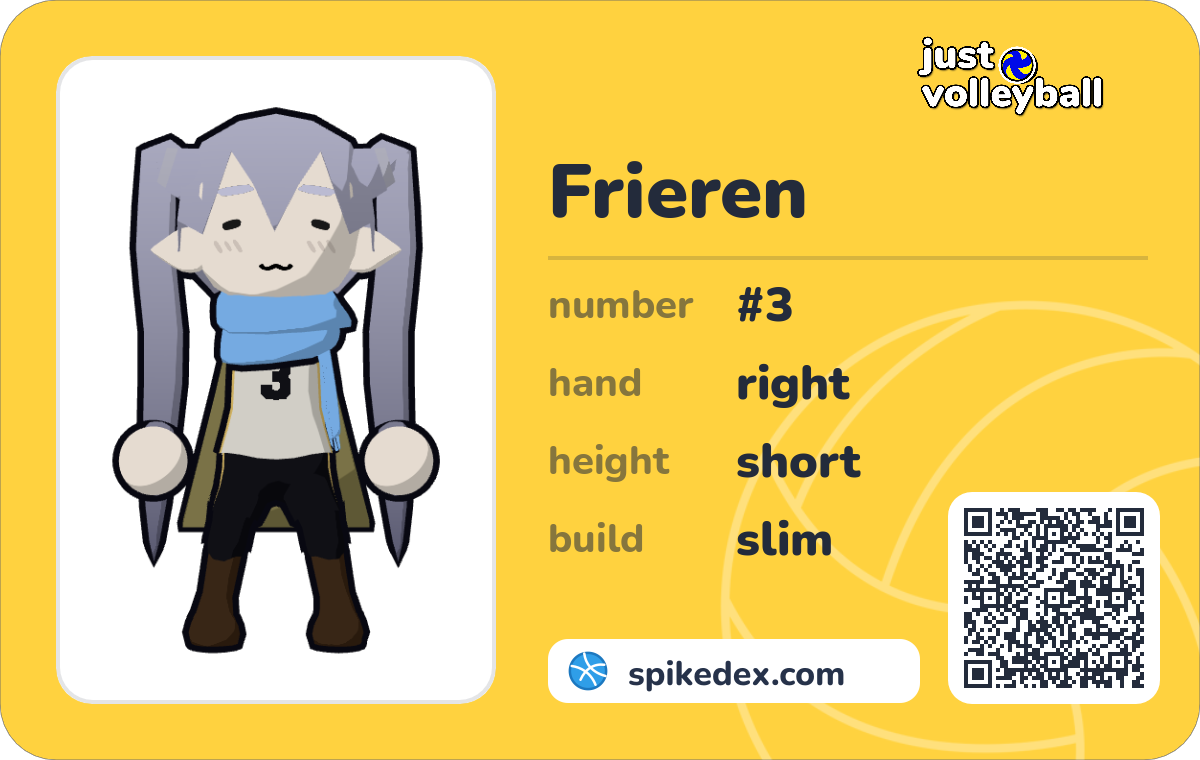 just
volleyball
Frieren
number #3
hand right
height short
build slim
3
spikedex.com